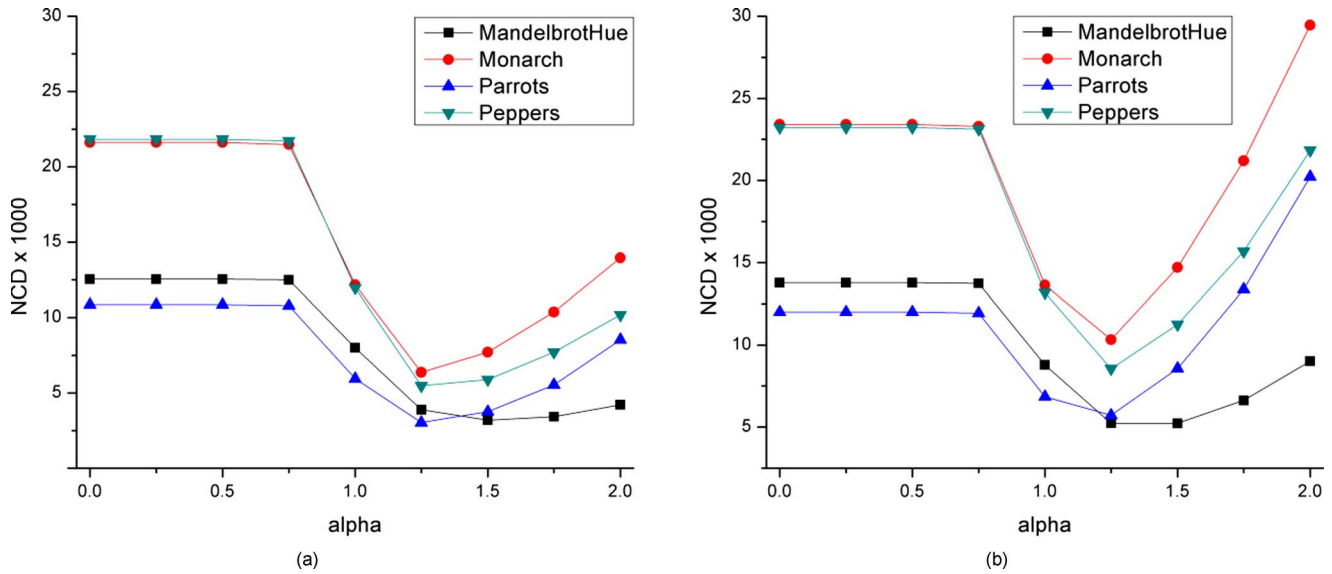 30
25
20
15
10
5
NCD x 1000
0.0 0.5 1.0 1.5 2.0
alpha
MandelbrotHue
Monarch
Parrots
Peppers
(a)
30
25
20
15
10
5
NCD x 1000
0.0 0.5 1.0 1.5 2.0
alpha
MandelbrotHue
Monarch
Parrots
Peppers
(b)